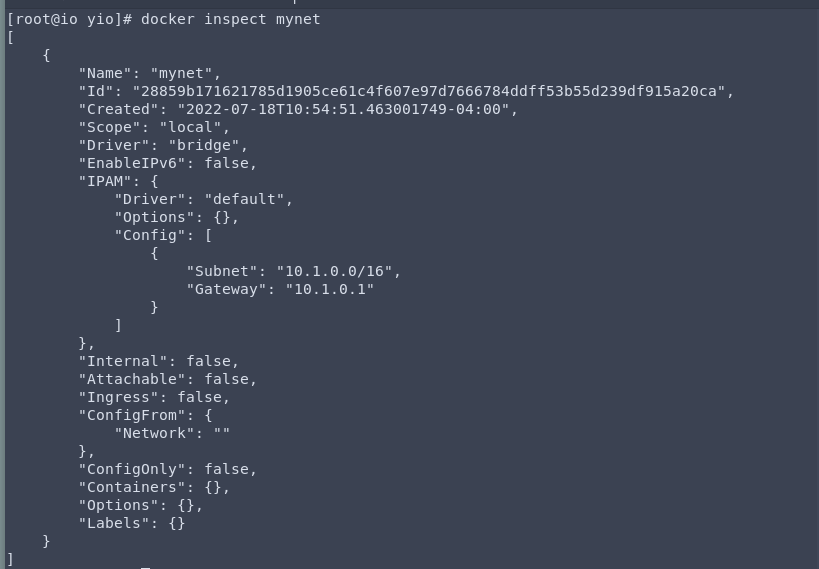 [root@io yio]# docker inspect mynet
[
    {
        "Name": "mynet",
        "Id": "28859b171621785d1905ce61c4f607e97d7666784ddff53b55d239df915a20ca",
        "Created": "2022-07-18T10:54:51.463001749-04:00",
        "Scope": "local",
        "Driver": "bridge",
        "EnableIPv6": false,
        "IPAM": {
            "Driver": "default",
            "Options": {},
            "Config": [
                {
                    "Subnet": "10.1.0.0/16",
                    "Gateway": "10.1.0.1"
                }
            ]
        },
        "Internal": false,
        "Attachable": false,
        "Ingress": false,
        "ConfigFrom": {
            "Network": ""
        },
        "ConfigOnly": false,
        "Containers": {},
        "Options": {},
        "Labels": {}
    }
]